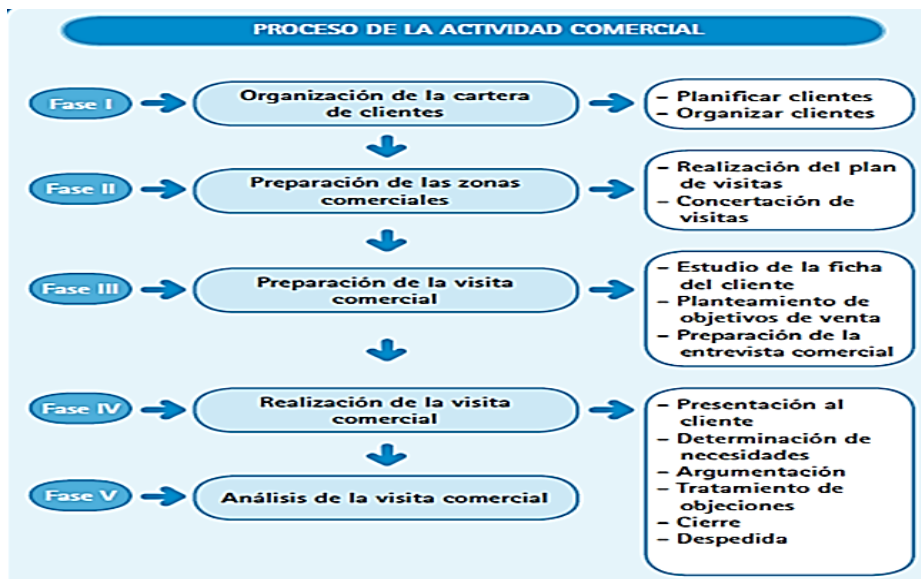 PROCESO DE LA ACTIVIDAD COMERCIAL
Fase I
Organización de la cartera
de clientes
– Planificar clientes
– Organizar clientes
Fase II
Preparación de las zonas
comerciales
– Realización del plan
de visitas
– Concertación de
visitas
Fase III
Preparación de la visita
comercial
– Estudio de la ficha
del cliente
– Planteamiento de
objetivos de venta
– Preparación de la
entrevista comercial
Fase IV
Realización de la visita
comercial
– Presentación al
cliente
– Determinación de
necesidades
– Argumentación
– Tratamiento de
objeciones
– Cierre
– Despedida
Fase V
Análisis de la visita comercial